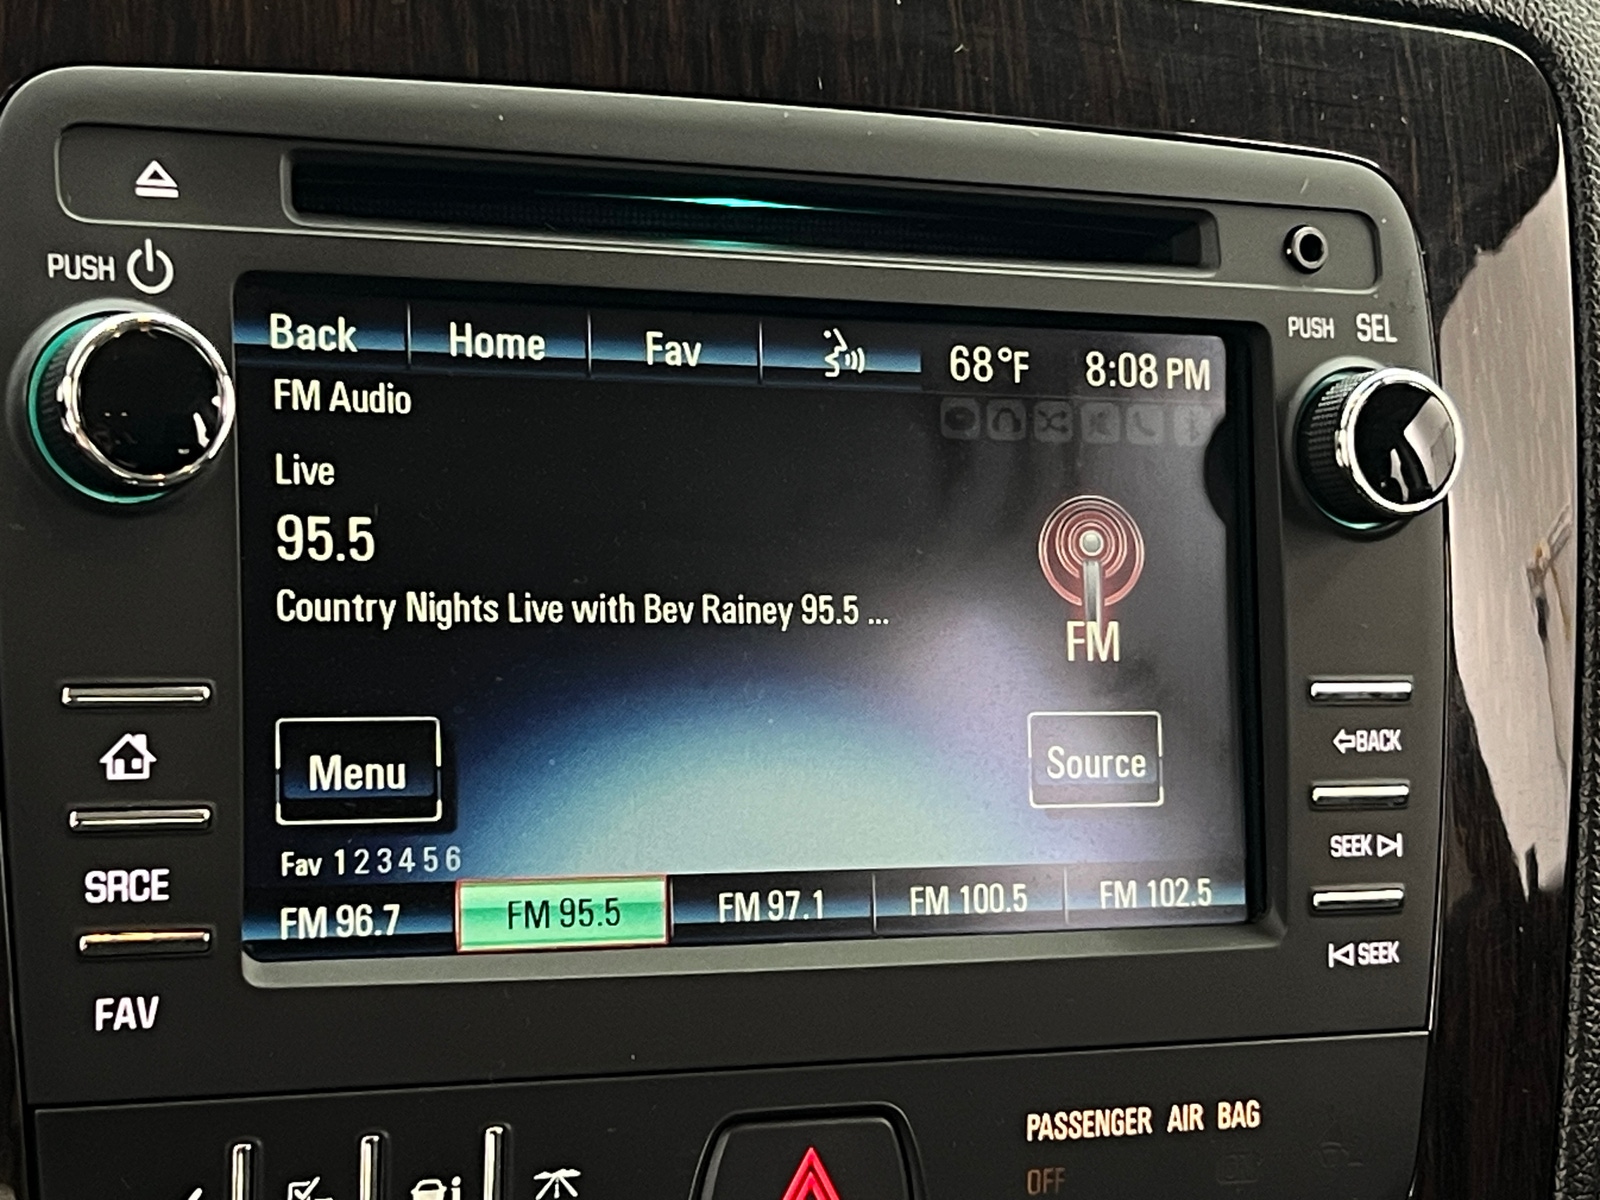 PUSH
PUSH SEL
Back Home Fav 68°F 8:08 PM
FM Audio
Live
95.5
Country Nights Live with Bev Rainey 95.5 ...
FM
Menu Source
Fav 1 2 3 4 5 6
FM 96.7 FM 95.5 FM 97.1 FM 100.5 FM 102.5
SRCE
FAV
BACK
SEEK
SEEK
PASSENGER AIR BAG
OFF